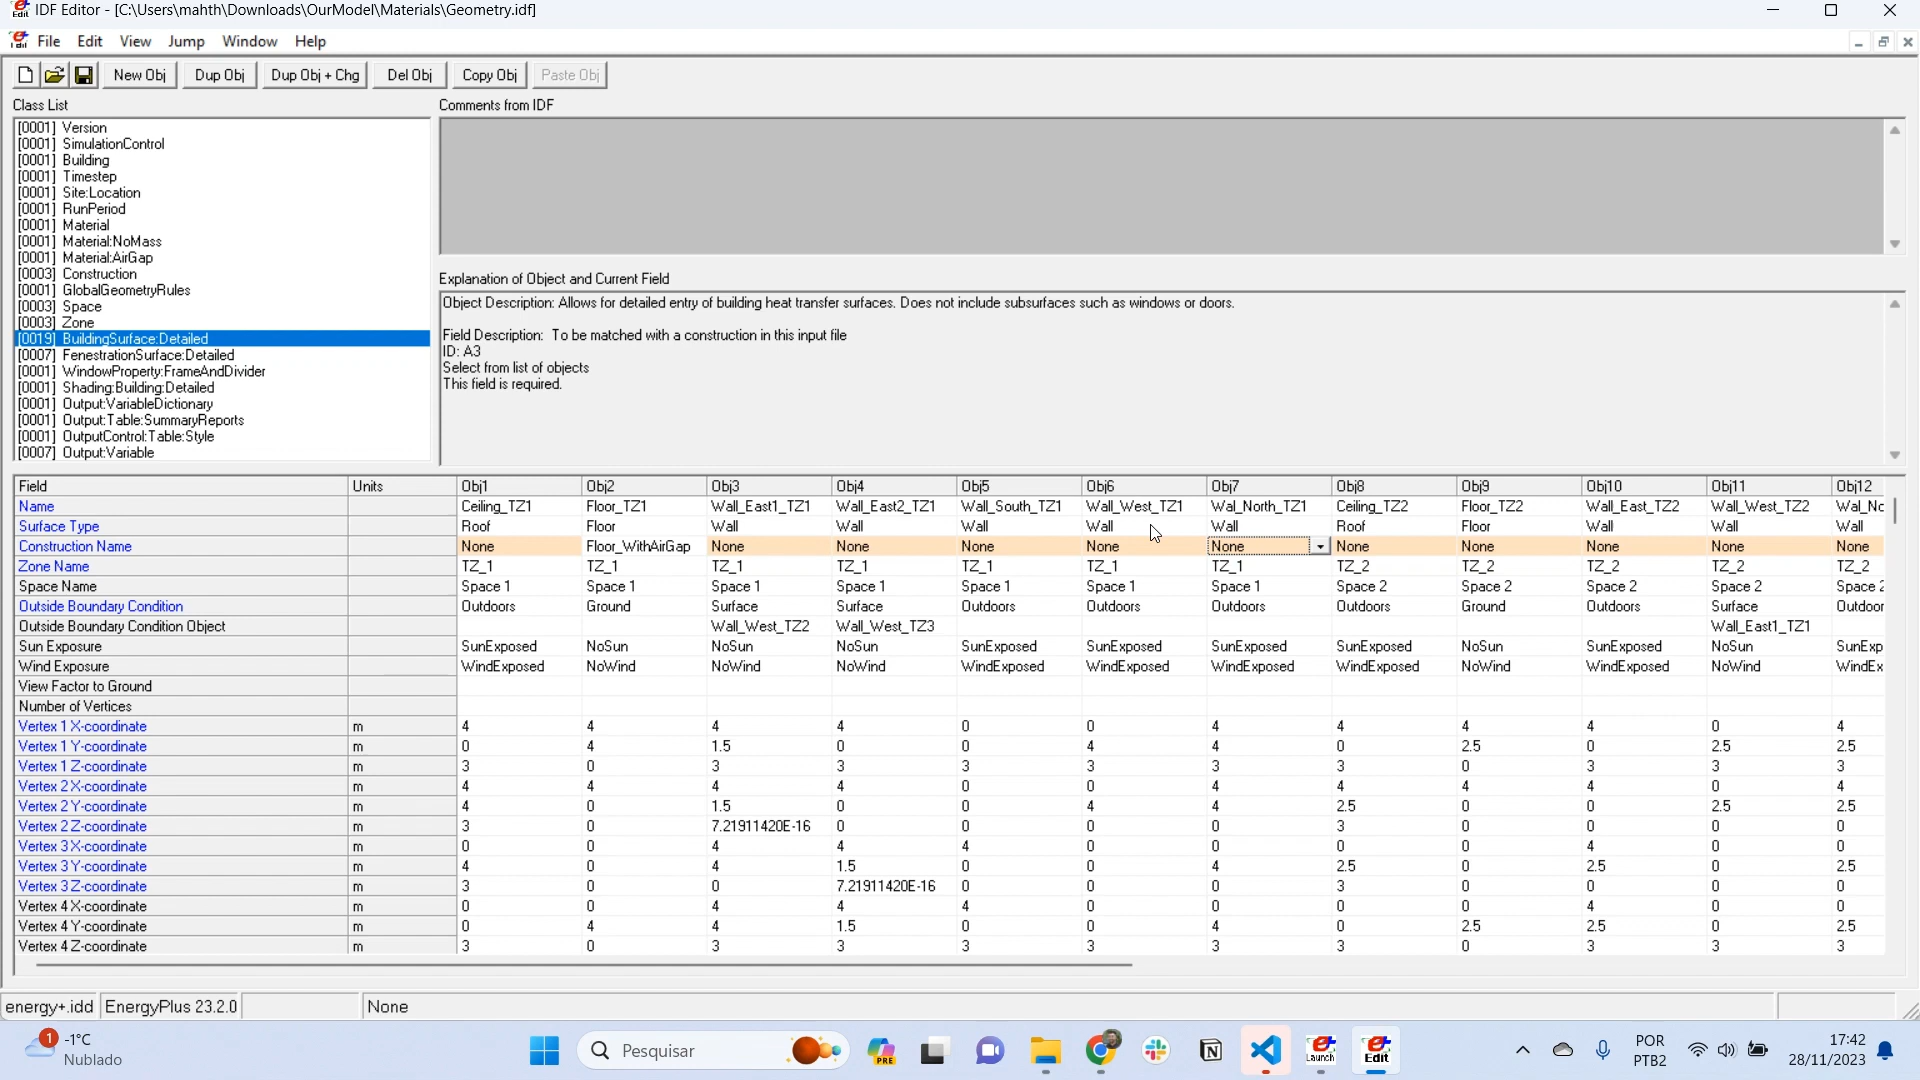 IDF Editor - [C:\Users\mahth\Downloads\OurModel\Materials\Geometry.idf]
File Edit View Jump Window Help
New Obj Dup Obj Dup Obj + Chg Del Obj Copy Obj Paste Obj
Class List Comments from IDF
[0001] Version
[0001] SimulationControl
[0001] Building
[0001] Timestep
[0001] Site:Location
[0001] RunPeriod
[0001] Material
[0001] Material:NoMass
[0001] Material:AirGap
[0003] Construction
[0001] GlobalGeometryRules
[0003] Space
[0003] Zone
[0019] BuildingSurface:Detailed
[0007] FenestrationSurface:Detailed
[0001] WindowProperty:FrameAndDivider
[0001] Shading:Building:Detailed
[0001] Output:VariableDictionary
[0001] Output:Table:SummaryReports
[0001] OutputControl:Table:Style
[0007] Output:Variable
Explanation of Object and Current Field
Object Description: Allows for detailed entry of building heat transfer surfaces. Does not include subsurfaces such as windows or doors.
Field Description: To be matched with a construction in this input file
ID: A3
Select from list of objects
This field is required.
Field Units Obj1 Obj2 Obj3 Obj4 Obj5 Obj6 Obj7 Obj8 Obj9 Obj10 Obj11 Obj12
Name Ceiling_TZ1 Floor_TZ1 Wall_East1_TZ1 Wall_East2_TZ1 Wall_South_TZ1 Wall_West_TZ1 Wal_North_TZ1 Ceiling_TZ2 Floor_TZ2 Wall_East_TZ2 Wall_West_TZ2 Wal_Nc
Surface Type Roof Floor Wall Wall Wall Wall Wall Roof Floor Wall Wall Wall
Construction Name None Floor_WithAirGap None None None None None None None None None None
Zone Name TZ_1 TZ_1 TZ_1 TZ_1 TZ_1 TZ_1 TZ_1 TZ_2 TZ_2 TZ_2 TZ_2 TZ_2
Space Name Space 1 Space 1 Space 1 Space 1 Space 1 Space 1 Space 1 Space 2 Space 2 Space 2 Space 2 Space 2
Outside Boundary Condition Outdoors Ground Surface Surface Outdoors Outdoors Outdoors Outdoors Ground Outdoors Surface Outdoor
Outside Boundary Condition Object Wall_West_TZ2 Wall_West_TZ3 Wall_East1_TZ1
Sun Exposure SunExposed NoSun NoSun NoSun SunExposed SunExposed SunExposed SunExposed NoSun SunExposed NoSun SunExp
Wind Exposure WindExposed NoWind NoWind NoWind WindExposed WindExposed WindExposed WindExposed NoWind WindExposed NoWind WindEx
View Factor to Ground
Number of Vertices
Vertex 1 X-coordinate m 4 4 4 4 0 0 4 4 4 4 0 4
Vertex 1 Y-coordinate m 0 4 1.5 0 0 4 4 0 2.5 0 2.5 2.5
Vertex 1 Z-coordinate m 3 0 3 3 3 3 3 3 0 3 3 3
Vertex 2 X-coordinate m 4 4 4 4 0 0 4 4 4 4 0 4
Vertex 2 Y-coordinate m 4 0 1.5 0 0 4 4 2.5 0 0 2.5 2.5
Vertex 2 Z-coordinate m 3 0 7.21911420E-16 0 0 0 0 3 0 0 0 0
Vertex 3 X-coordinate m 0 0 4 4 4 0 0 0 0 4 0 0
Vertex 3 Y-coordinate m 4 0 4 1.5 0 0 4 2.5 0 2.5 0 2.5
Vertex 3 Z-coordinate m 3 0 0 7.21911420E-16 0 0 0 3 0 0 0 0
Vertex 4 X-coordinate m 0 0 4 4 4 0 0 0 0 4 0 0
Vertex 4 Y-coordinate m 0 4 4 1.5 0 0 4 0 2.5 2.5 0 2.5
Vertex 4 Z-coordinate m 3 0 3 3 3 3 3 3 0 3 3 3
energy+.idd EnergyPlus 23.2.0 None
1 -1°C
Nublado
Pesquisar
PRE
Launch
Edit
POR
PTB2
17:42
28/11/2023